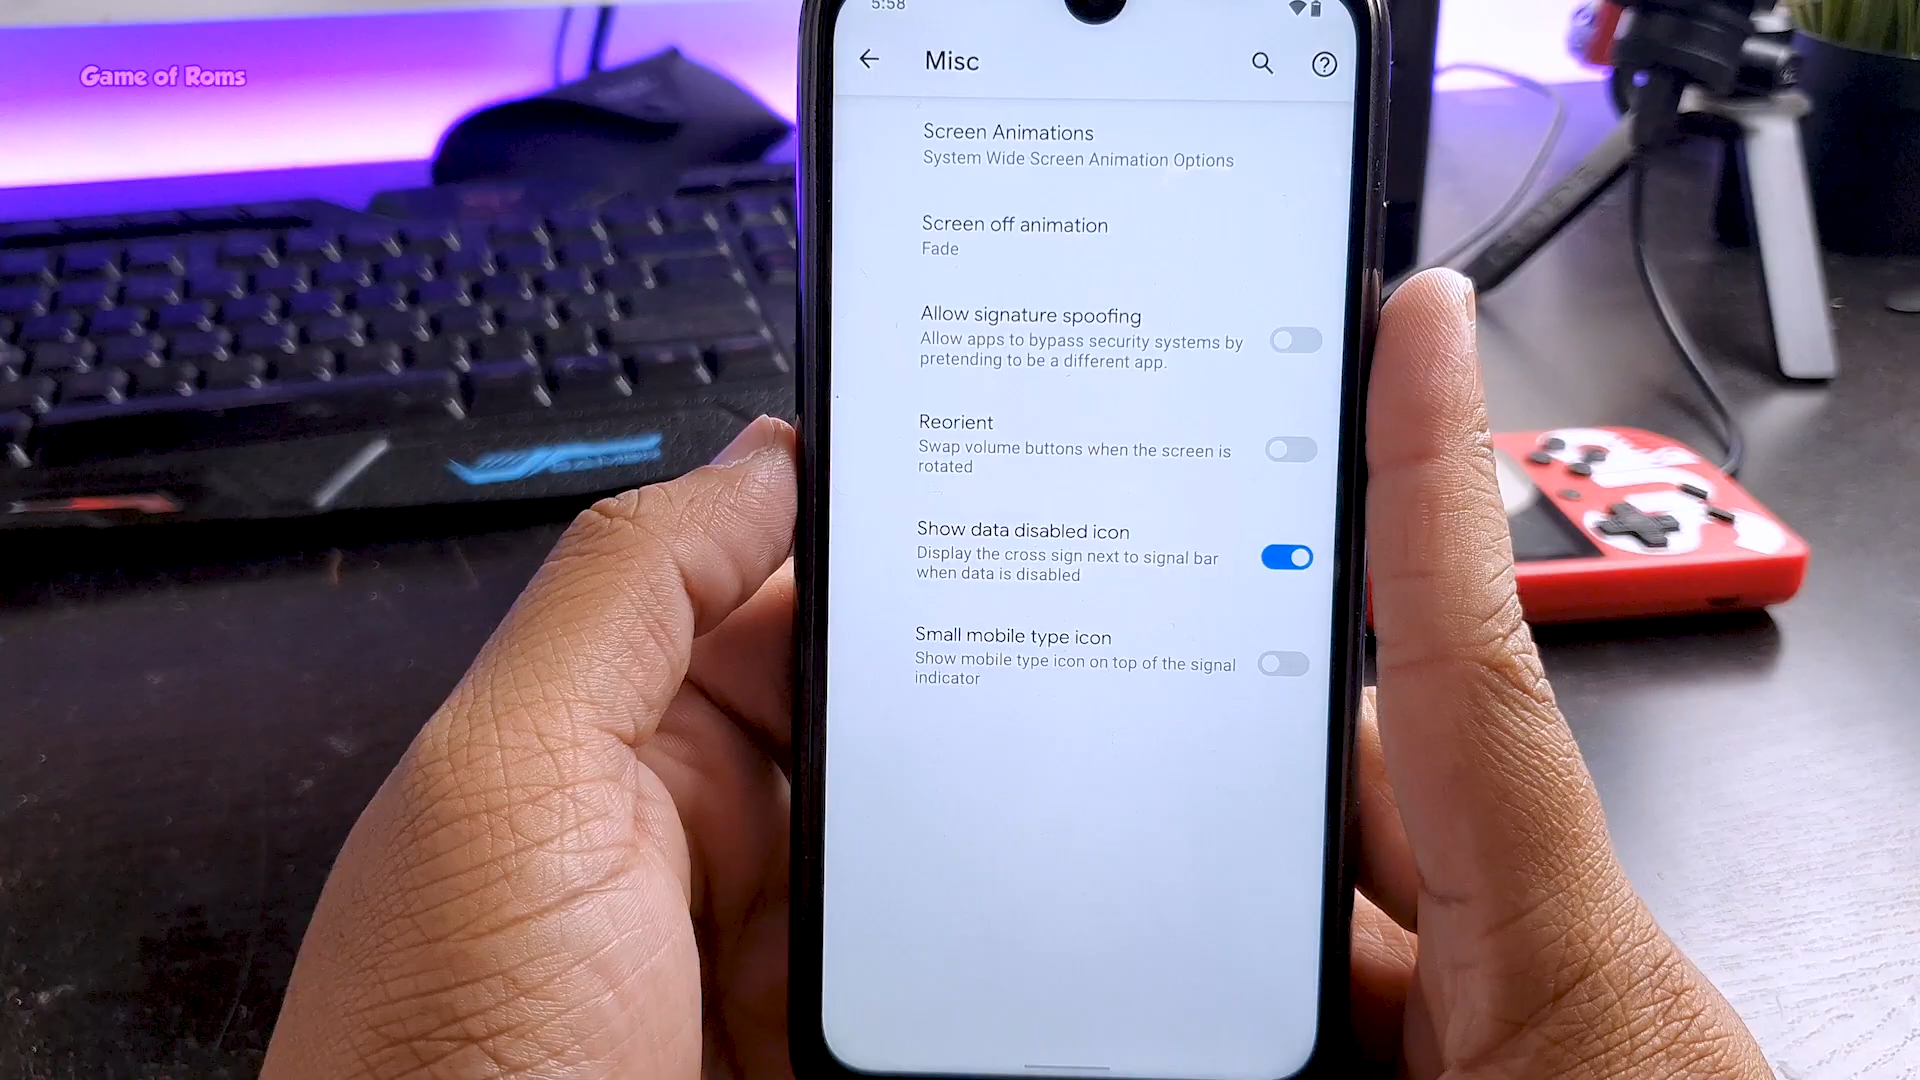 Game of Roms
5:58
Misc
Screen Animations
System Wide Screen Animation Options
Screen off animation
Fade
Allow signature spoofing
Allow apps to bypass security systems by
pretending to be a different app.
Reorient
Swap volume buttons when the screen is
rotated
Show data disabled icon
Display the cross sign next to signal bar
when data is disabled
Small mobile type icon
Show mobile type icon on top of the signal
indicator